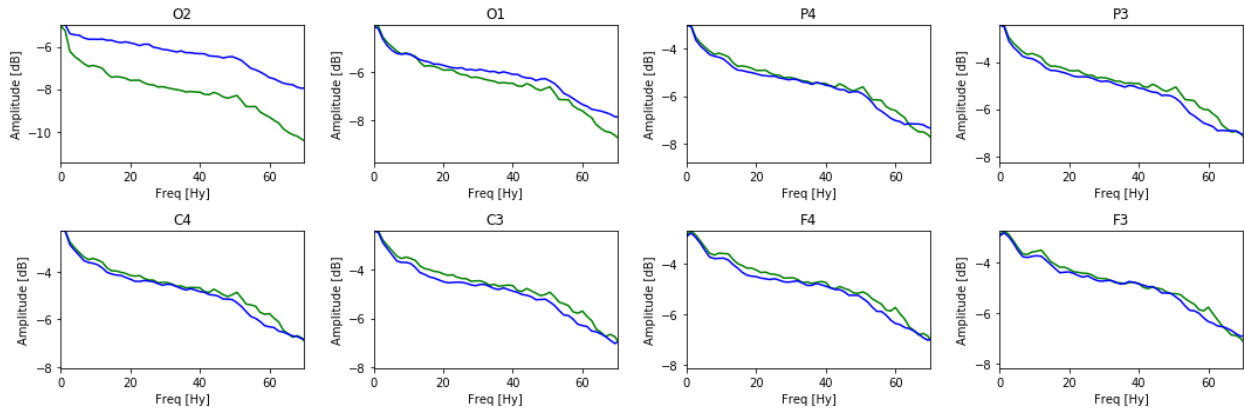 O2 O1 P4 P3
Amplitude [dB] Amplitude [dB] Amplitude [dB] Amplitude [dB]
−6 −8 −10
−6 −8
−4 −6 −8
−4 −6 −8
0 20 40 60 0 20 40 60 0 20 40 60 0 20 40 60
Freq [Hy] Freq [Hy] Freq [Hy] Freq [Hy]
C4 C3 F4 F3
Amplitude [dB] Amplitude [dB] Amplitude [dB] Amplitude [dB]
−4 −6 −8
−4 −6 −8
−4 −6 −8
−4 −6 −8
0 20 40 60 0 20 40 60 0 20 40 60 0 20 40 60
Freq [Hy] Freq [Hy] Freq [Hy] Freq [Hy]